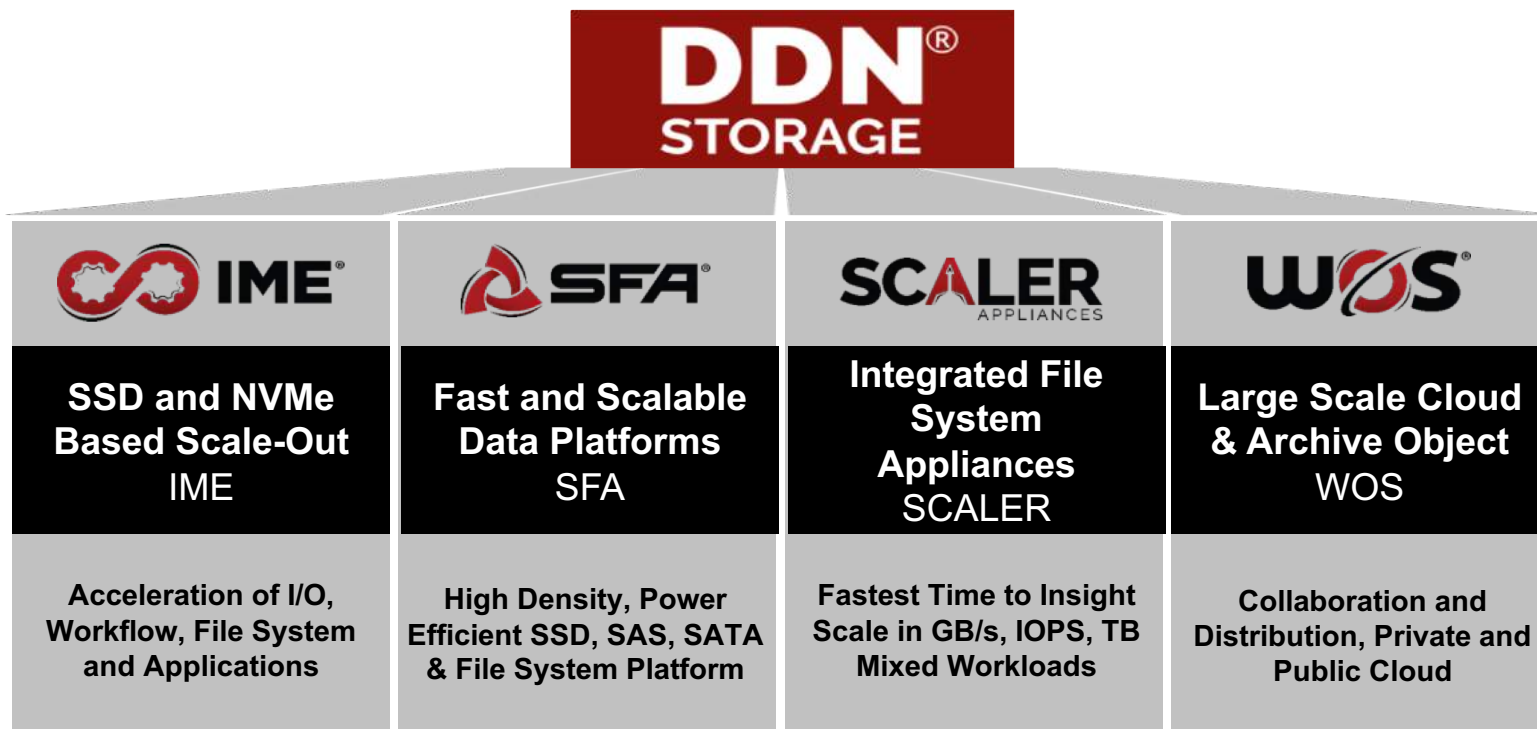 DDN®
STORAGE
IME®
SFA®
SCALER
APPLIANCES
WOS®
SSD and NVMe
Based Scale-Out
IME
Fast and Scalable
Data Platforms
SFA
Integrated File
System
Appliances
SCALER
Large Scale Cloud
& Archive Object
WOS
Acceleration of I/O,
Workflow, File System
and Applications
High Density, Power
Efficient SSD, SAS, SATA
& File System Platform
Fastest Time to Insight
Scale in GB/s, IOPS, TB
Mixed Workloads
Collaboration and
Distribution, Private and
Public Cloud